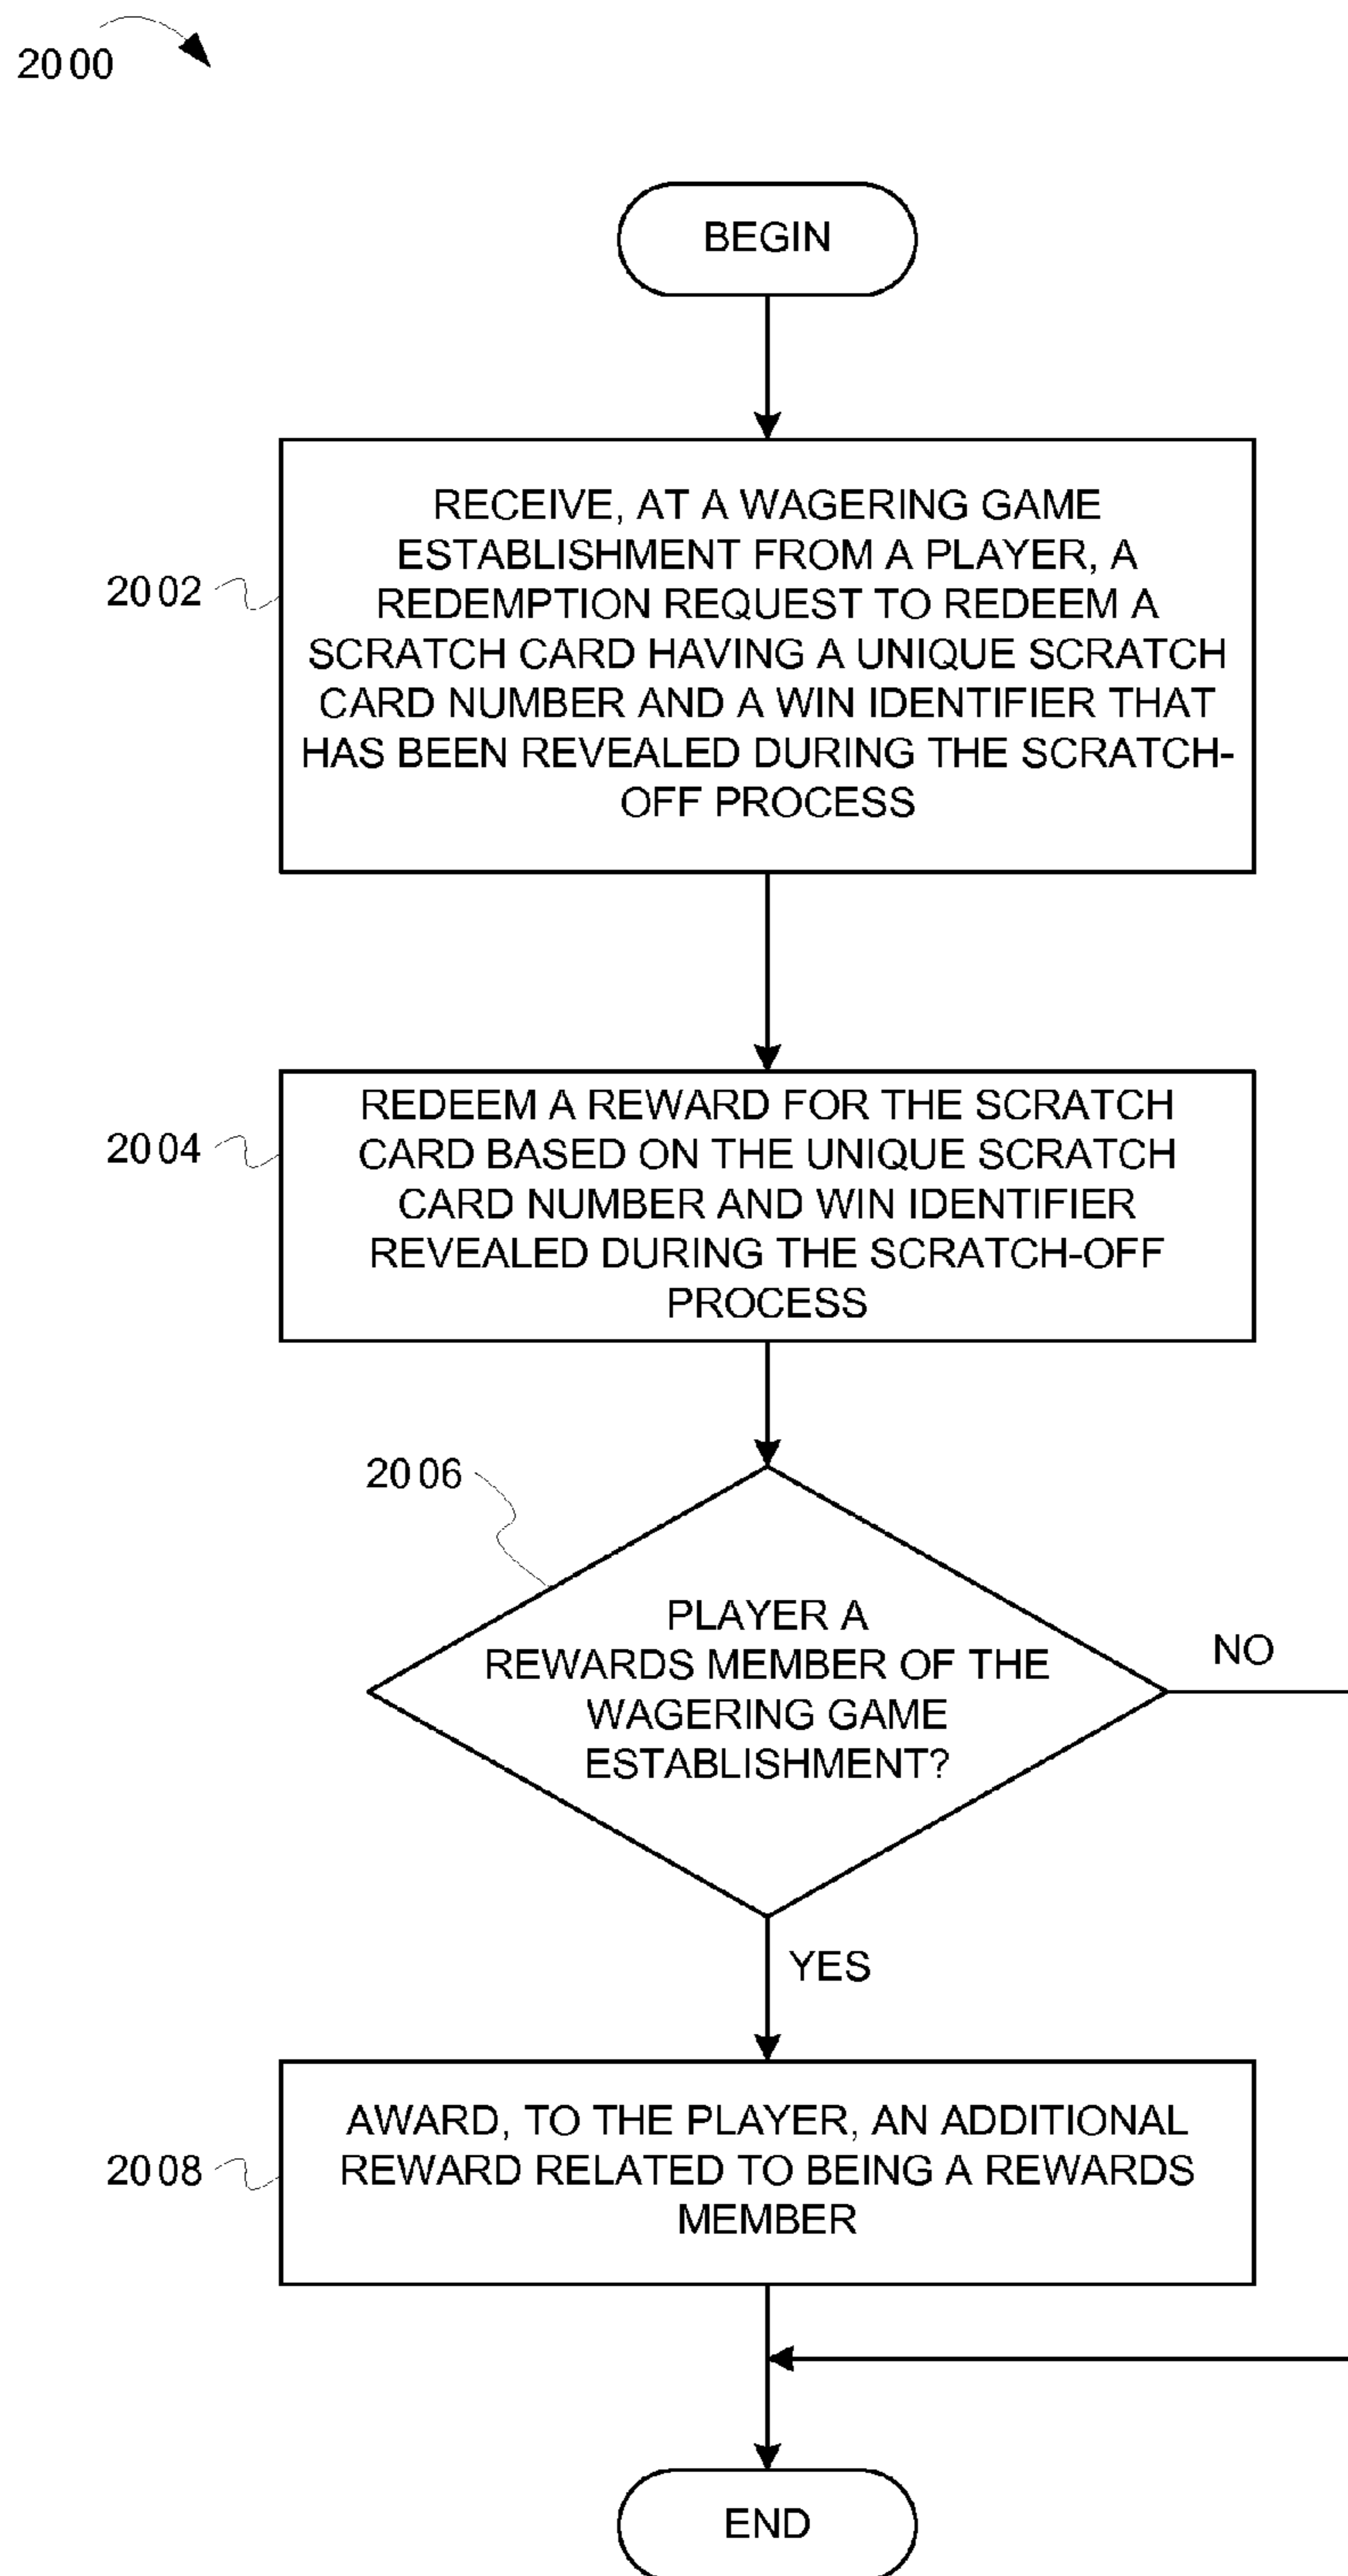 2000
BEGIN
2002
RECEIVE, AT A WAGERING GAME
ESTABLISHMENT FROM A PLAYER, A
REDEMPTION REQUEST TO REDEEM A
SCRATCH CARD HAVING A UNIQUE SCRATCH
CARD NUMBER AND A WIN IDENTIFIER THAT
HAS BEEN REVEALED DURING THE SCRATCH-
OFF PROCESS
2004
REDEEM A REWARD FOR THE SCRATCH
CARD BASED ON THE UNIQUE SCRATCH
CARD NUMBER AND WIN IDENTIFIER
REVEALED DURING THE SCRATCH-OFF
PROCESS
2006
PLAYER A
REWARDS MEMBER OF THE
WAGERING GAME
ESTABLISHMENT?
NO
YES
2008
AWARD, TO THE PLAYER, AN ADDITIONAL
REWARD RELATED TO BEING A REWARDS
MEMBER
END